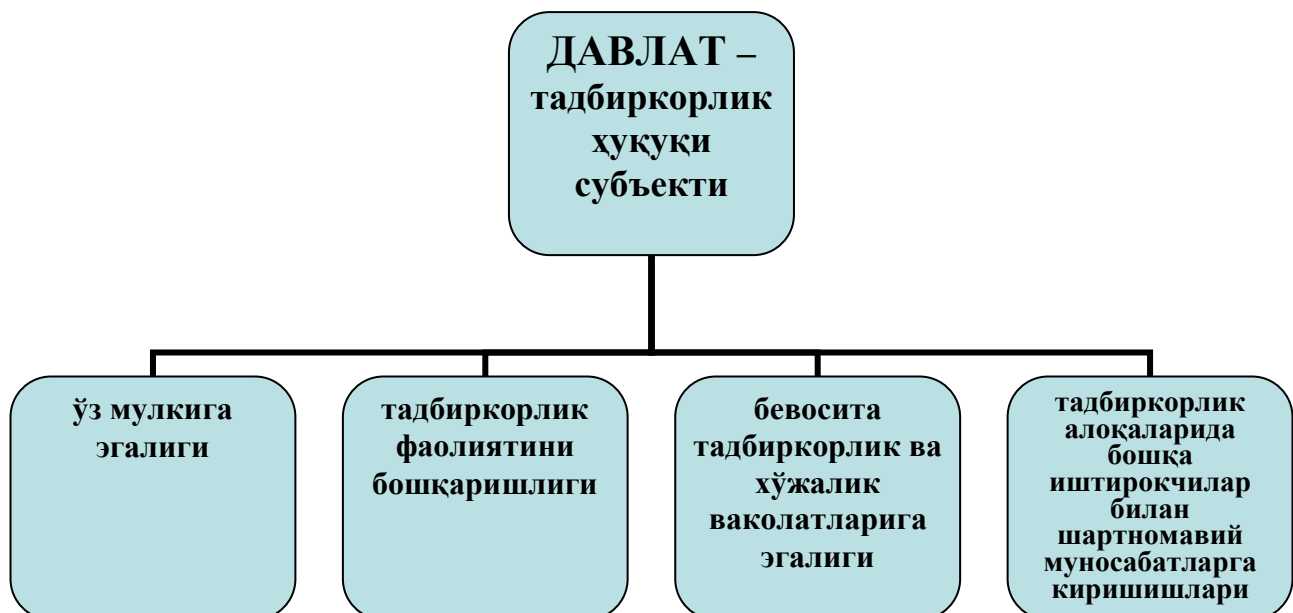 ДАВЛАТ –
тадбиркорлик
ҳуқуқи
субъекти
ўз мулкига
эгалиги
тадбиркорлик
фаолиятини
бошқаришлиги
бевосита
тадбиркорлик ва
хўжалик
ваколатларига
эгалиги
тадбиркорлик
алоқаларида
бошқа
иштирокчилар
билан
шартномавий
муносабатларга
киришишлари